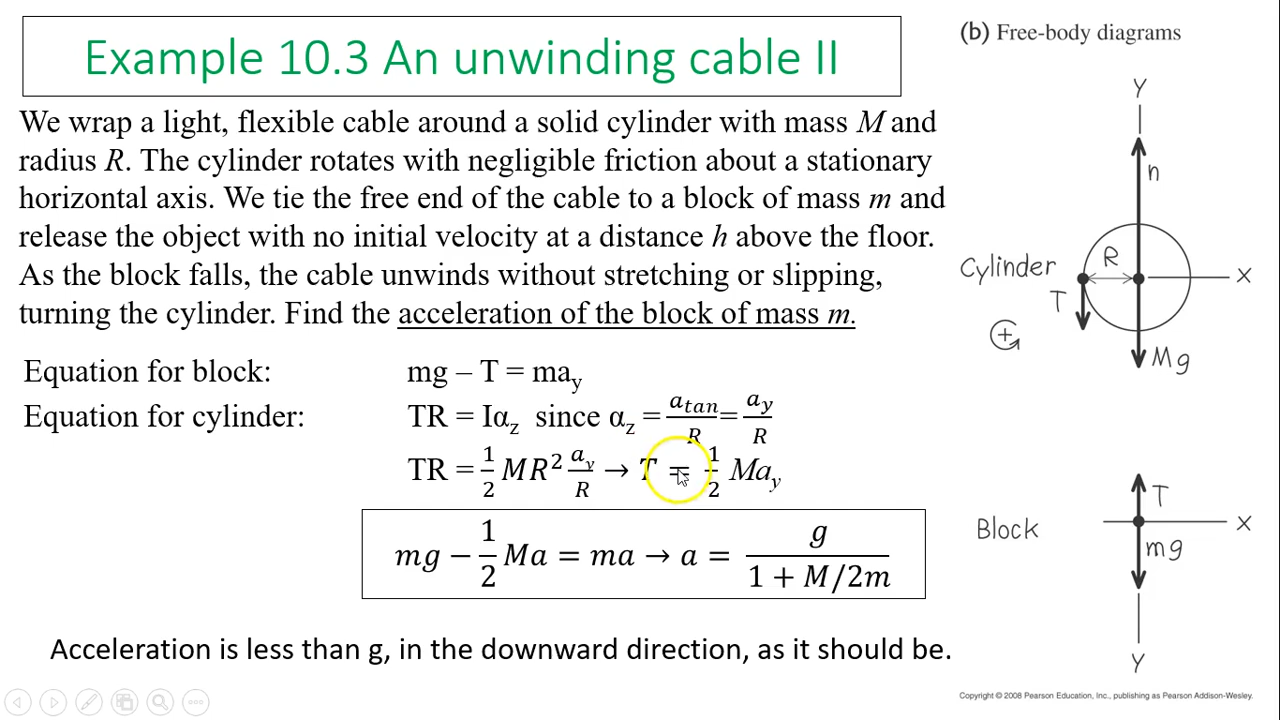 Example 10.3 An unwinding cable II
We wrap a light, flexible cable around a solid cylinder with mass M and
radius R. The cylinder rotates with negligible friction about a stationary
horizontal axis. We tie the free end of the cable to a block of mass m and
release the object with no initial velocity at a distance h above the floor.
As the block falls, the cable unwinds without stretching or slipping,
turning the cylinder. Find the acceleration of the block of mass m.
Equation for block: mg – T = ma_y
Equation for cylinder: TR = Iα_z since α_z = a_tan/R = a_y/R
TR = 1/2 MR² a_y/R → T = 1/2 Ma_y
mg − 1/2 Ma = ma → a = g/(1 + M/2m)
Acceleration is less than g, in the downward direction, as it should be.
(b) Free-body diagrams
Y
n
R
Cylinder
X
T
+
Mg
T
Block
X
mg
Y
Copyright © 2008 Pearson Education, Inc., publishing as Pearson Addison-Wesley.